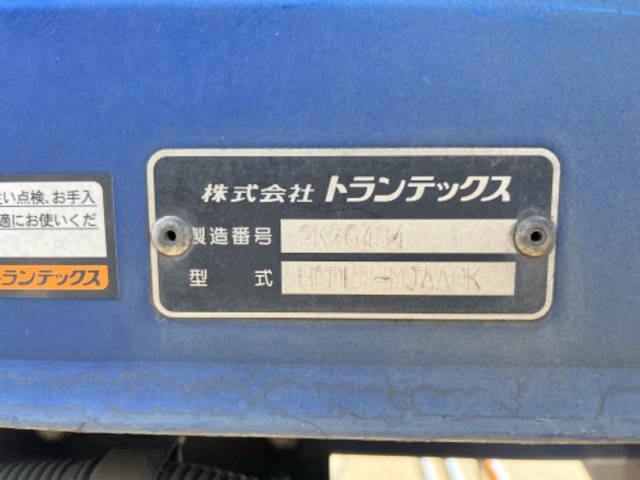 い点検、お手入
適にお使いくだ
トランテックス
株式会社 トランテックス
製造番号
型式